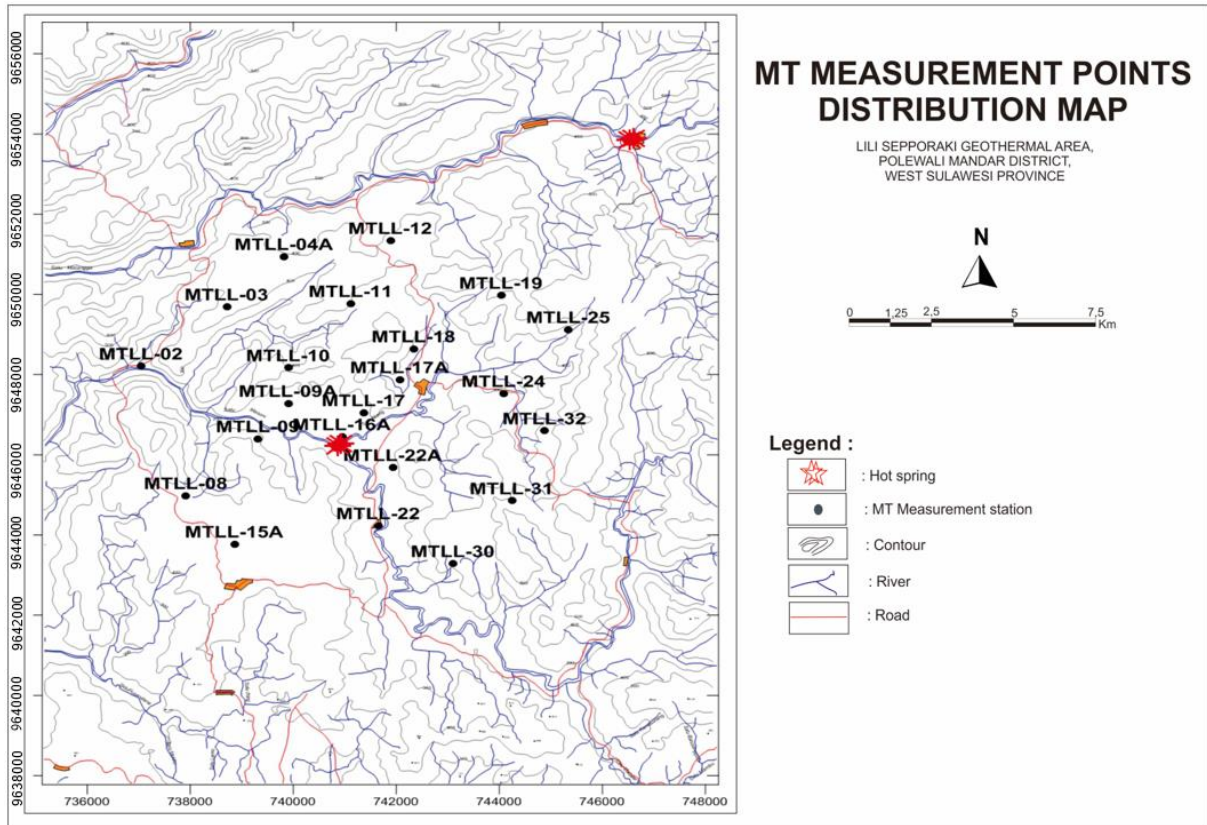 MT MEASUREMENT POINTS
DISTRIBUTION MAP
LILI SEPPORAKI GEOTHERMAL AREA,
POLEWALI MANDAR DISTRICT,
WEST SULAWESI PROVINCE
N
0 1,25 2,5 5 7,5
Km
Legend :
: Hot spring
: MT Measurement station
: Contour
: River
: Road
9656000
9654000
9652000
9650000
9648000
9646000
9644000
9642000
9640000
9638000
736000 738000 740000 742000 744000 746000 748000
MTLL-12
MTLL-04A
MTLL-19
MTLL-03
MTLL-11
MTLL-25
MTLL-18
MTLL-02
MTLL-10
MTLL-17A
MTLL-24
MTLL-09A
MTLL-17
MTLL-09
MTLL-16A
MTLL-32
MTLL-22A
MTLL-08
MTLL-31
MTLL-22
MTLL-15A
MTLL-30